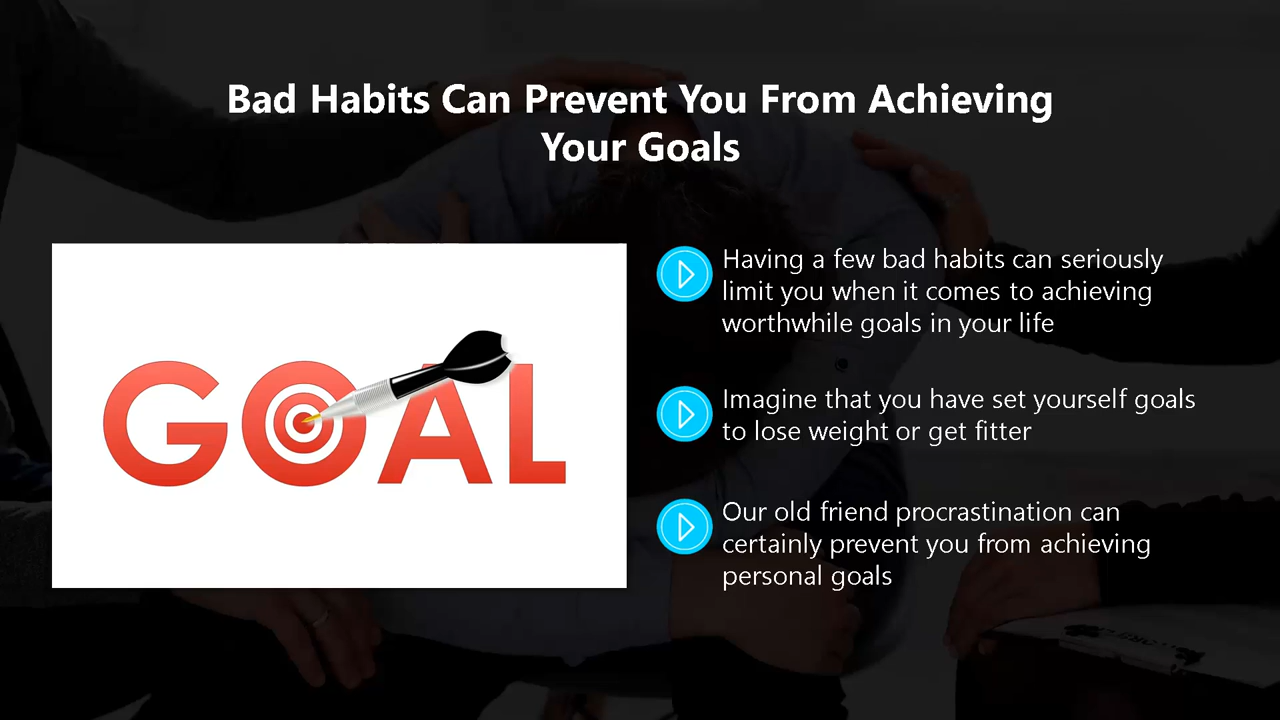 Bad Habits Can Prevent You From Achieving
Your Goals
GOAL
Having a few bad habits can seriously
limit you when it comes to achieving
worthwhile goals in your life
Imagine that you have set yourself goals
to lose weight or get fitter
Our old friend procrastination can
certainly prevent you from achieving
personal goals